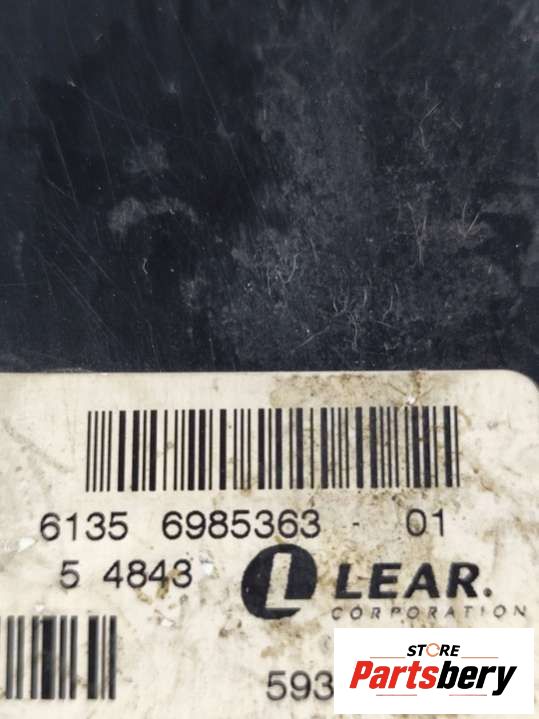 6135 6985363 - 01
5 4843 LEAR.
CORPORATION
593
STORE
Partsbery